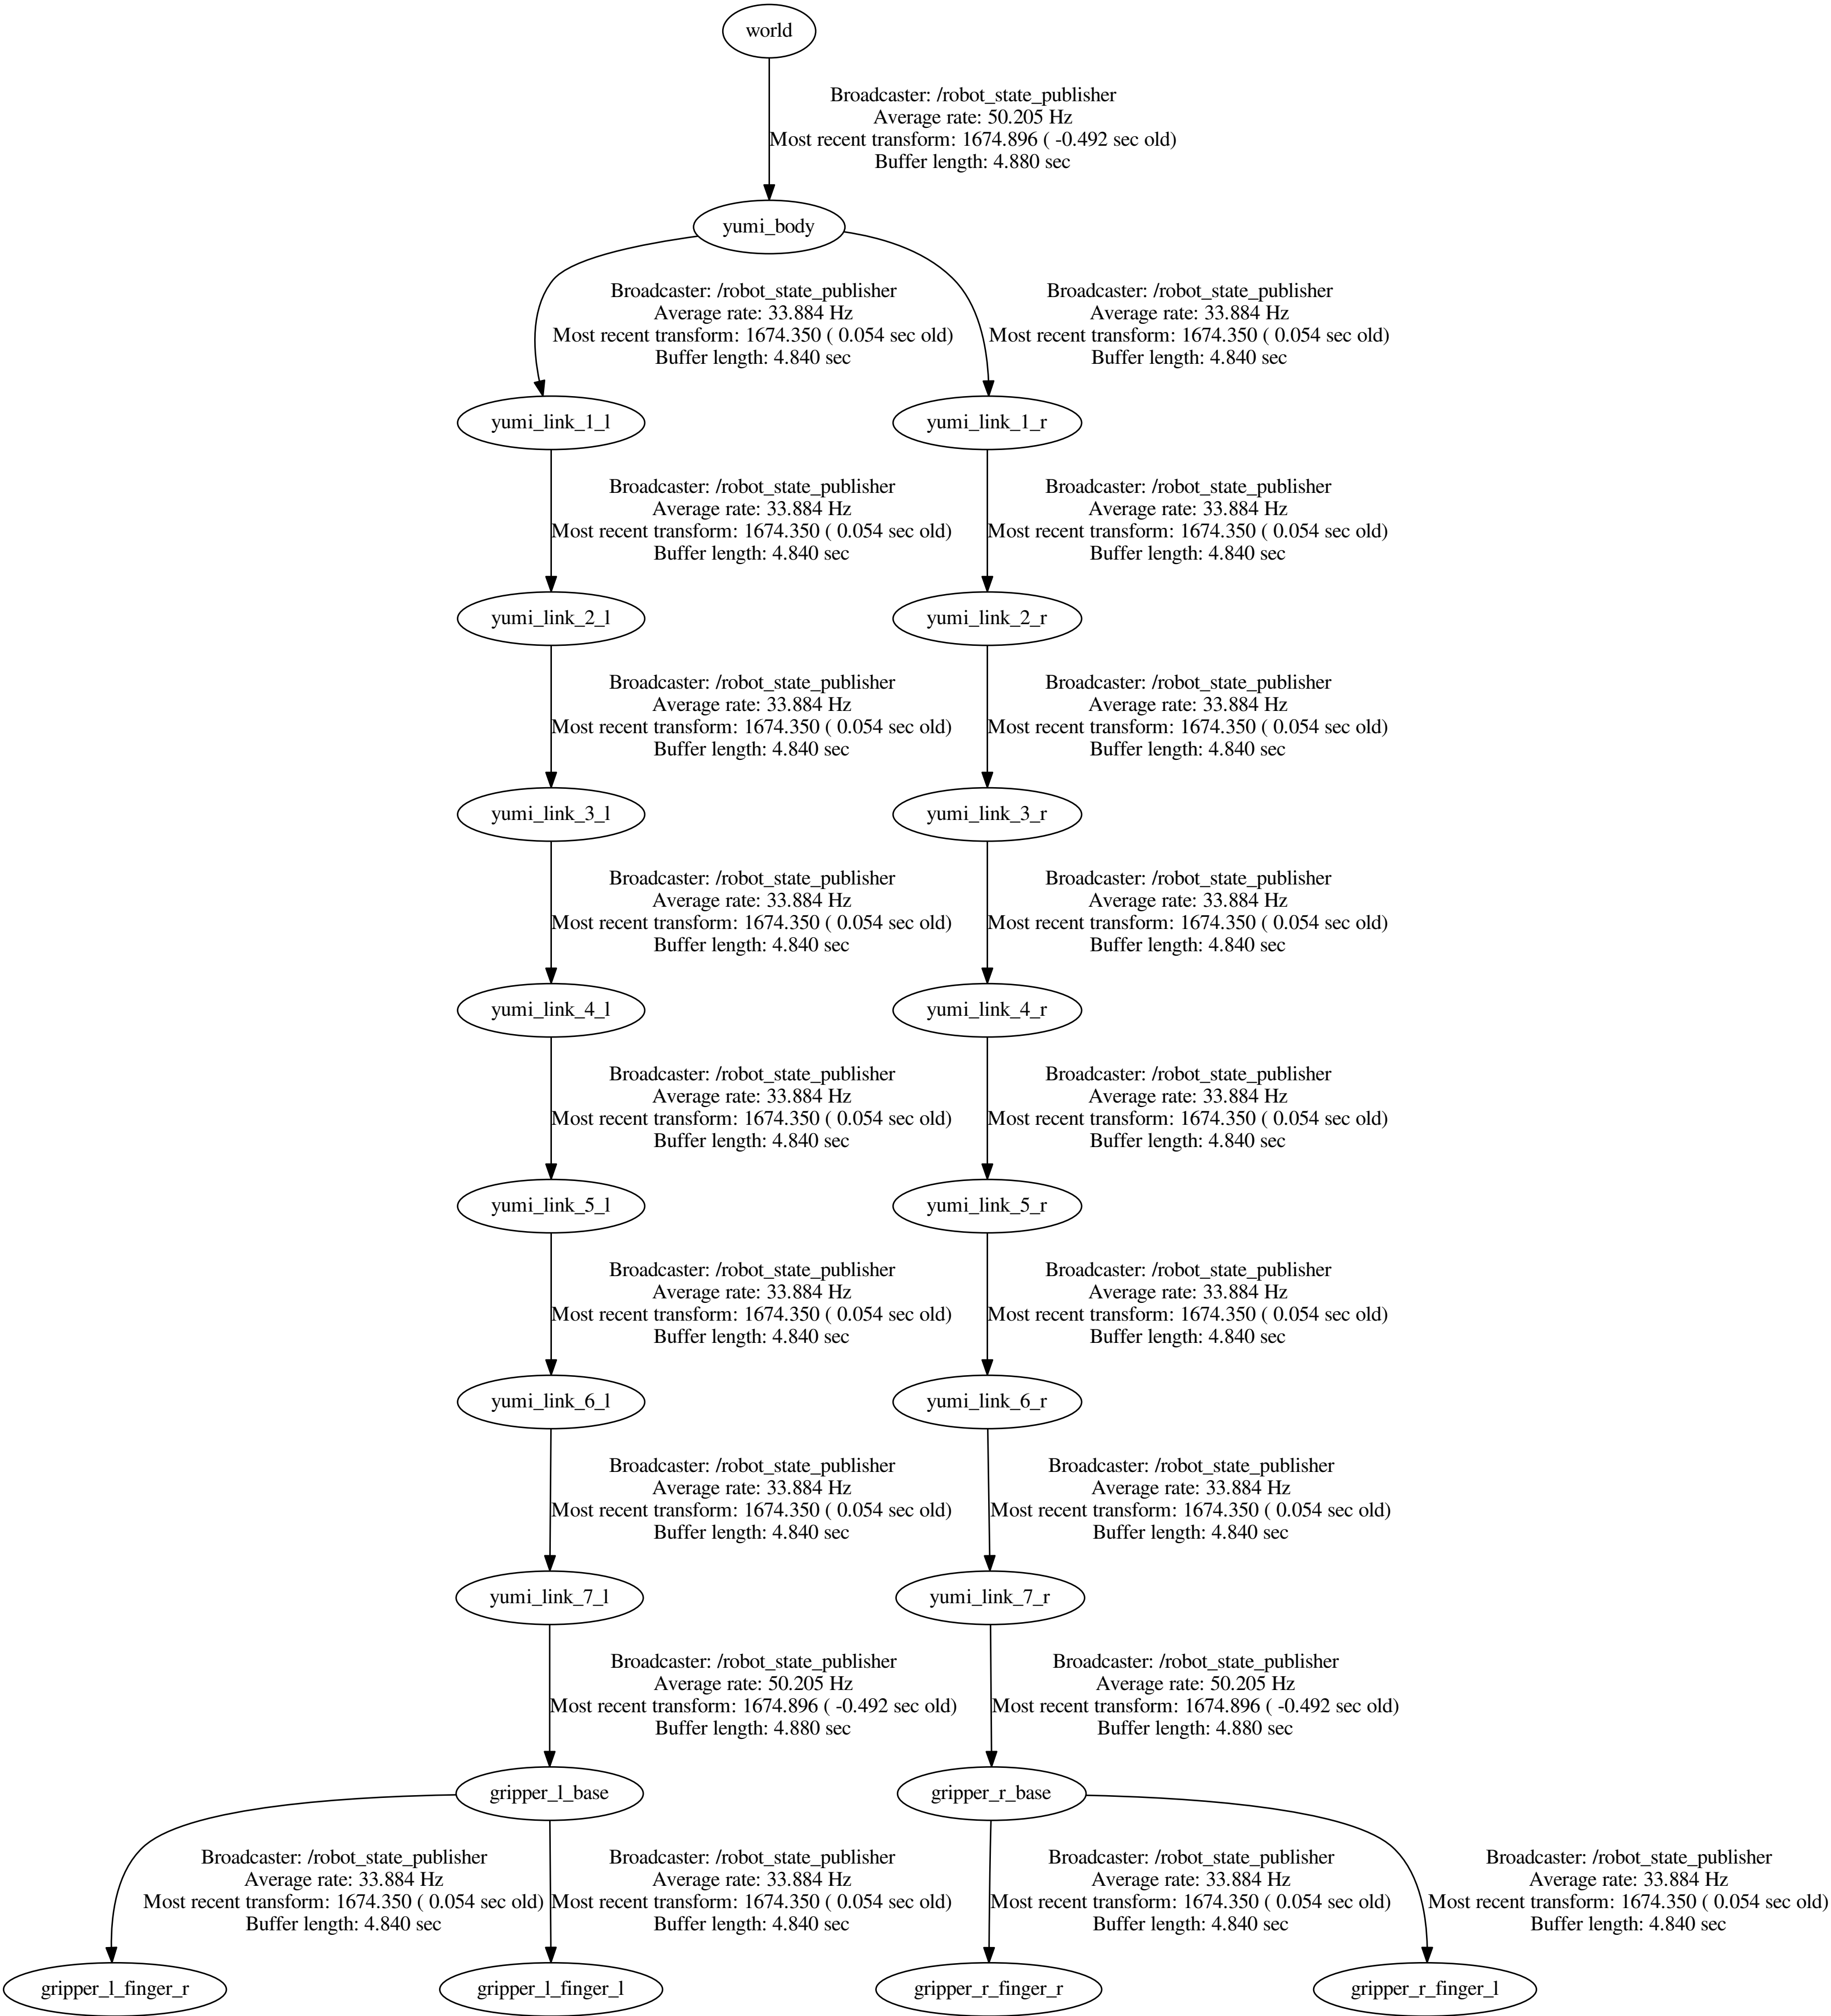 world
Broadcaster: /robot_state_publisher
Average rate: 50.205 Hz
Most recent transform: 1674.896 ( -0.492 sec old)
Buffer length: 4.880 sec
yumi_body
Broadcaster: /robot_state_publisher
Average rate: 33.884 Hz
Most recent transform: 1674.350 ( 0.054 sec old)
Buffer length: 4.840 sec
Broadcaster: /robot_state_publisher
Average rate: 33.884 Hz
Most recent transform: 1674.350 ( 0.054 sec old)
Buffer length: 4.840 sec
yumi_link_1_l
yumi_link_1_r
Broadcaster: /robot_state_publisher
Average rate: 33.884 Hz
Most recent transform: 1674.350 ( 0.054 sec old)
Buffer length: 4.840 sec
Broadcaster: /robot_state_publisher
Average rate: 33.884 Hz
Most recent transform: 1674.350 ( 0.054 sec old)
Buffer length: 4.840 sec
yumi_link_2_l
yumi_link_2_r
Broadcaster: /robot_state_publisher
Average rate: 33.884 Hz
Most recent transform: 1674.350 ( 0.054 sec old)
Buffer length: 4.840 sec
Broadcaster: /robot_state_publisher
Average rate: 33.884 Hz
Most recent transform: 1674.350 ( 0.054 sec old)
Buffer length: 4.840 sec
yumi_link_3_l
yumi_link_3_r
Broadcaster: /robot_state_publisher
Average rate: 33.884 Hz
Most recent transform: 1674.350 ( 0.054 sec old)
Buffer length: 4.840 sec
Broadcaster: /robot_state_publisher
Average rate: 33.884 Hz
Most recent transform: 1674.350 ( 0.054 sec old)
Buffer length: 4.840 sec
yumi_link_4_l
yumi_link_4_r
Broadcaster: /robot_state_publisher
Average rate: 33.884 Hz
Most recent transform: 1674.350 ( 0.054 sec old)
Buffer length: 4.840 sec
Broadcaster: /robot_state_publisher
Average rate: 33.884 Hz
Most recent transform: 1674.350 ( 0.054 sec old)
Buffer length: 4.840 sec
yumi_link_5_l
yumi_link_5_r
Broadcaster: /robot_state_publisher
Average rate: 33.884 Hz
Most recent transform: 1674.350 ( 0.054 sec old)
Buffer length: 4.840 sec
Broadcaster: /robot_state_publisher
Average rate: 33.884 Hz
Most recent transform: 1674.350 ( 0.054 sec old)
Buffer length: 4.840 sec
yumi_link_6_l
yumi_link_6_r
Broadcaster: /robot_state_publisher
Average rate: 33.884 Hz
Most recent transform: 1674.350 ( 0.054 sec old)
Buffer length: 4.840 sec
Broadcaster: /robot_state_publisher
Average rate: 33.884 Hz
Most recent transform: 1674.350 ( 0.054 sec old)
Buffer length: 4.840 sec
yumi_link_7_l
yumi_link_7_r
Broadcaster: /robot_state_publisher
Average rate: 50.205 Hz
Most recent transform: 1674.896 ( -0.492 sec old)
Buffer length: 4.880 sec
Broadcaster: /robot_state_publisher
Average rate: 50.205 Hz
Most recent transform: 1674.896 ( -0.492 sec old)
Buffer length: 4.880 sec
gripper_l_base
gripper_r_base
Broadcaster: /robot_state_publisher
Average rate: 33.884 Hz
Most recent transform: 1674.350 ( 0.054 sec old)
Buffer length: 4.840 sec
Broadcaster: /robot_state_publisher
Average rate: 33.884 Hz
Most recent transform: 1674.350 ( 0.054 sec old)
Buffer length: 4.840 sec
Broadcaster: /robot_state_publisher
Average rate: 33.884 Hz
Most recent transform: 1674.350 ( 0.054 sec old)
Buffer length: 4.840 sec
Broadcaster: /robot_state_publisher
Average rate: 33.884 Hz
Most recent transform: 1674.350 ( 0.054 sec old)
Buffer length: 4.840 sec
gripper_l_finger_r
gripper_l_finger_l
gripper_r_finger_r
gripper_r_finger_l